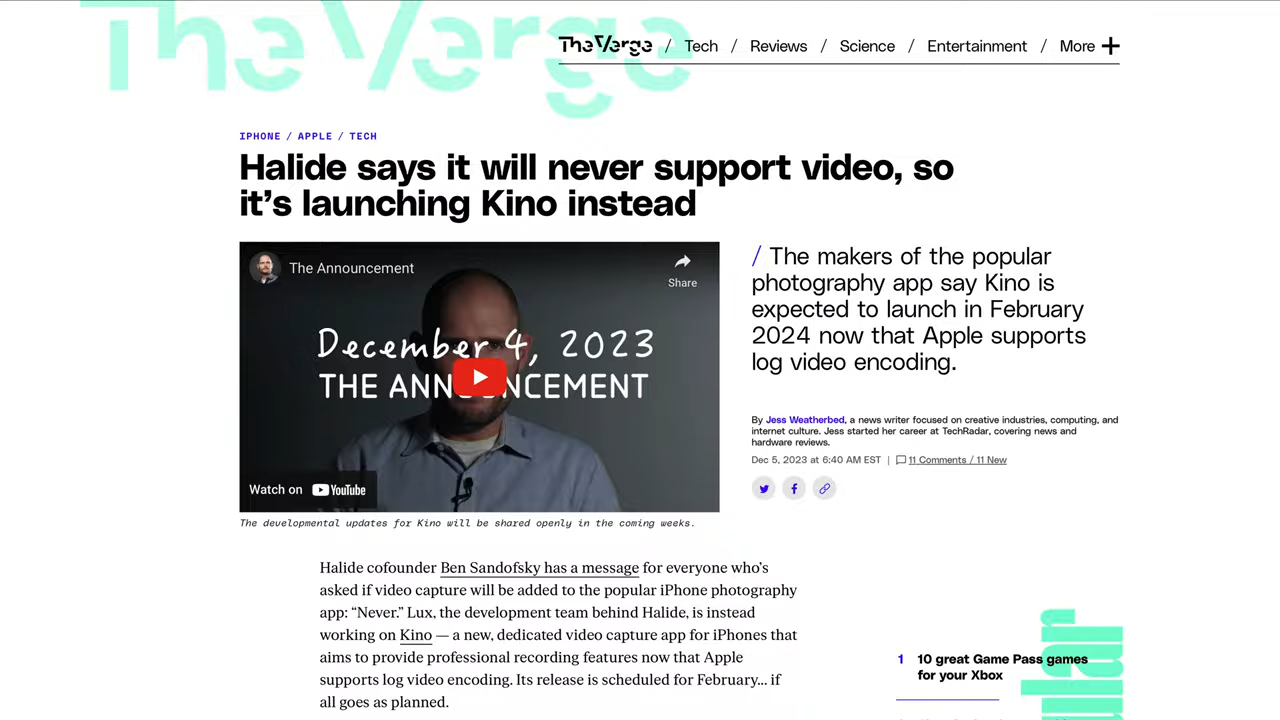 The Verge
The Verge / Tech / Reviews / Science / Entertainment / More +
IPHONE / APPLE / TECH
Halide says it will never support video, so
it’s launching Kino instead
The Announcement
Share
December 4, 2023
THE ANNOUNCEMENT
Watch on YouTube
The developmental updates for Kino will be shared openly in the coming weeks.
/ The makers of the popular
photography app say Kino is
expected to launch in February
2024 now that Apple supports
log video encoding.
By Jess Weatherbed, a news writer focused on creative industries, computing, and
internet culture. Jess started her career at TechRadar, covering news and
hardware reviews.
Dec 5, 2023 at 6:40 AM EST | 11 Comments / 11 New
Halide cofounder Ben Sandofsky has a message for everyone who’s
asked if video capture will be added to the popular iPhone photography
app: “Never.” Lux, the development team behind Halide, is instead
working on Kino — a new, dedicated video capture app for iPhones that
aims to provide professional recording features now that Apple
supports log video encoding. Its release is scheduled for February... if
all goes as planned.
1 10 great Game Pass games
for your Xbox